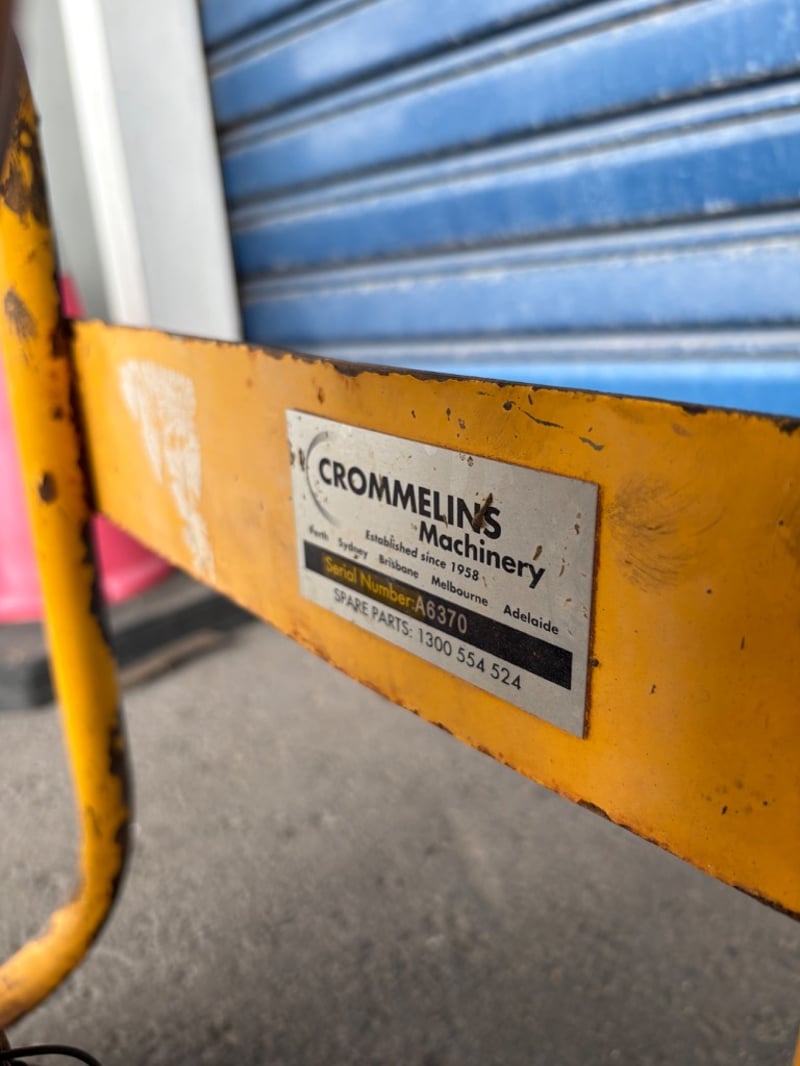 CROMMELINS
Machinery
Established since 1958
Perth Sydney Brisbane Melbourne Adelaide
Serial Number: A6370
SPARE PARTS: 1300 554 524